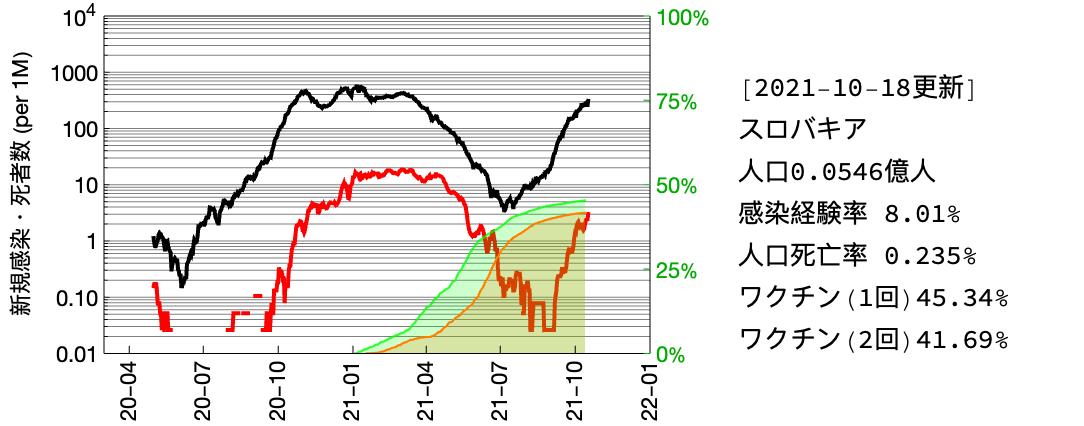 新規感染・死者数 (per 1M)
10^4
1000
100
10
1
0.10
0.01
100%
75%
50%
25%
0%
20-04
20-07
20-10
21-01
21-04
21-07
21-10
22-01
[2021-10-18更新]
スロバキア
人口0.0546億人
感染経験率 8.01%
人口死亡率 0.235%
ワクチン(1回)45.34%
ワクチン(2回)41.69%